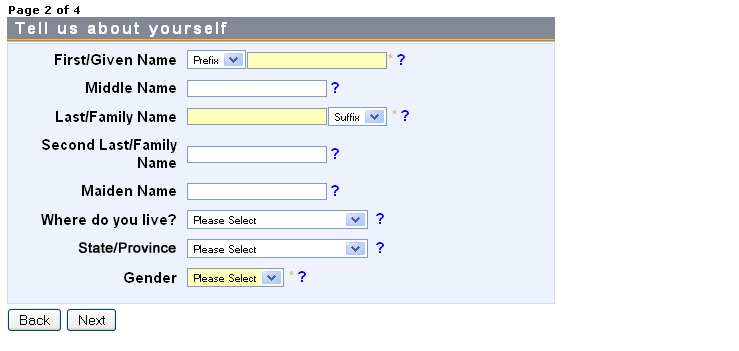 Page 2 of 4
Tell us about yourself
First/Given Name Prefix * ?
Middle Name ?
Last/Family Name Suffix * ?
Second Last/Family
Name ?
Maiden Name ?
Where do you live? Please Select ?
State/Province Please Select ?
Gender Please Select * ?
Back Next